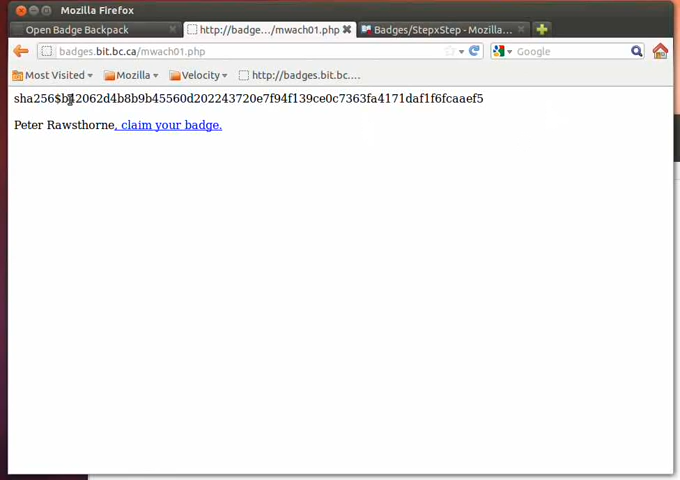 Mozilla Firefox
Open Badge Backpack
http://badge.../mwach01.php
Badges/StepxStep - Mozilla...
badges.bit.bc.ca/mwach01.php
Google
Most Visited
Mozilla
Velocity
http://badges.bit.bc....
Peter Rawsthorne, claim your badge.